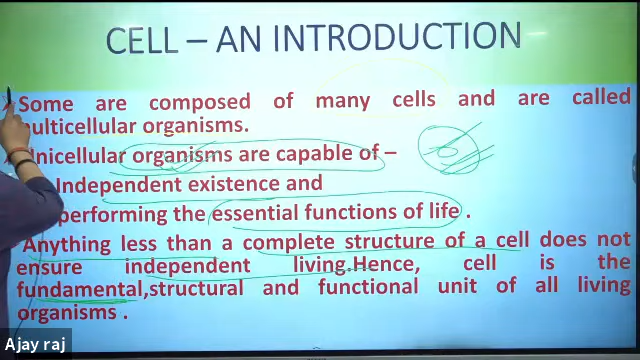 CELL – AN INTRODUCTION
Some are composed of many cells and are called
multicellular organisms.
Unicellular organisms are capable of –
Independent existence and
performing the essential functions of life .
Anything less than a complete structure of a cell does not
ensure independent living.Hence, cell is the
fundamental,structural and functional unit of all living
organisms .
Ajay raj